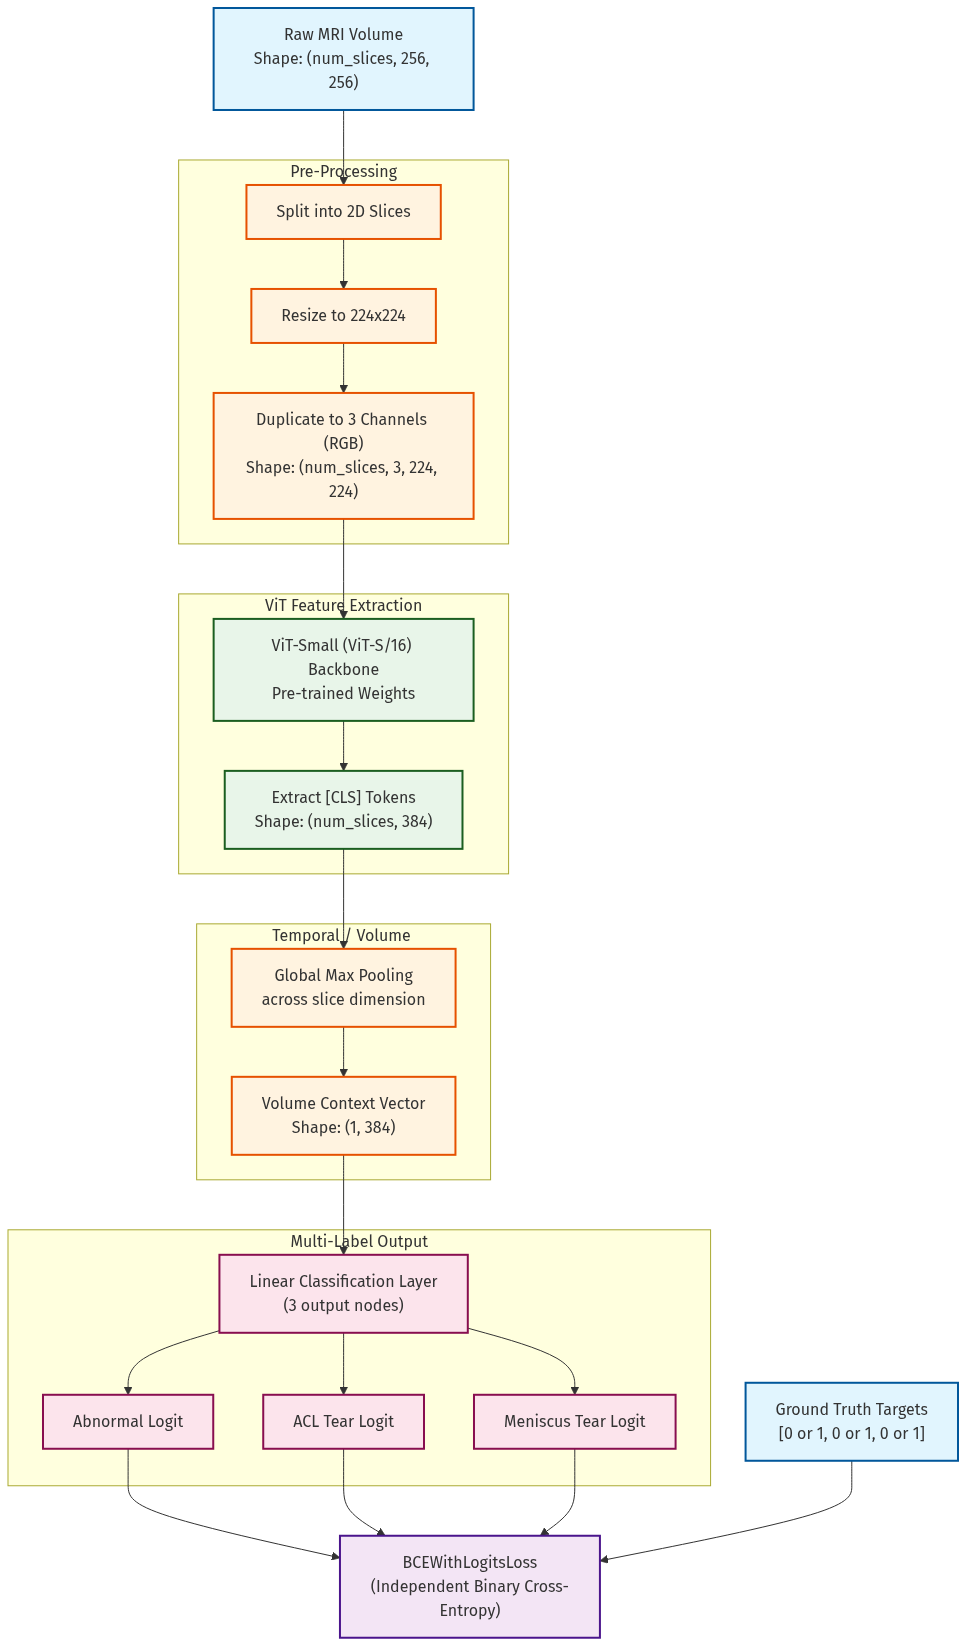 Raw MRI Volume
Shape: (num_slices, 256,
256)
Pre-Processing
Split into 2D Slices
Resize to 224x224
Duplicate to 3 Channels
(RGB)
Shape: (num_slices, 3, 224,
224)
ViT Feature Extraction
ViT-Small (ViT-S/16)
Backbone
Pre-trained Weights
Extract [CLS] Tokens
Shape: (num_slices, 384)
Temporal / Volume
Global Max Pooling
across slice dimension
Volume Context Vector
Shape: (1, 384)
Multi-Label Output
Linear Classification Layer
(3 output nodes)
Abnormal Logit
ACL Tear Logit
Meniscus Tear Logit
Ground Truth Targets
[0 or 1, 0 or 1, 0 or 1]
BCEWithLogitsLoss
(Independent Binary Cross-
Entropy)